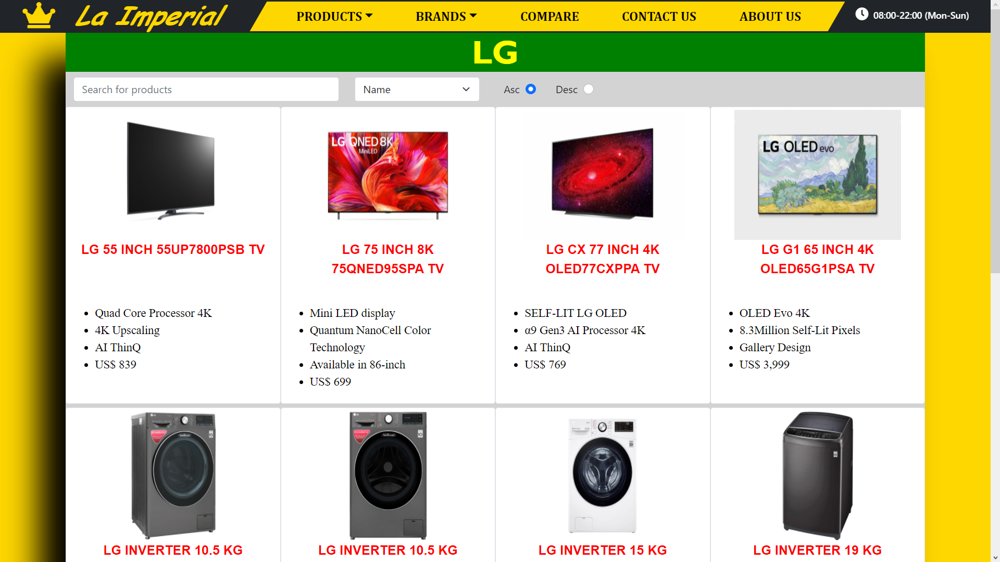 La Imperial
PRODUCTS
BRANDS
COMPARE
CONTACT US
ABOUT US
08:00-22:00 (Mon-Sun)
LG
Search for products
Name
Asc
Desc
LG QNED 8K
MiniLED
LG OLED evo
LG 55 INCH 55UP7800PSB TV
Quad Core Processor 4K
4K Upscaling
AI ThinQ
US$ 839
LG 75 INCH 8K
75QNED95SPA TV
Mini LED display
Quantum NanoCell Color
Technology
Available in 86-inch
US$ 699
LG CX 77 INCH 4K
OLED77CXPPA TV
SELF-LIT LG OLED
α9 Gen3 AI Processor 4K
AI ThinQ
US$ 769
LG G1 65 INCH 4K
OLED65G1PSA TV
OLED Evo 4K
8.3Million Self-Lit Pixels
Gallery Design
US$ 3,999
LG INVERTER 10.5 KG
LG INVERTER 10.5 KG
LG INVERTER 15 KG
LG INVERTER 19 KG